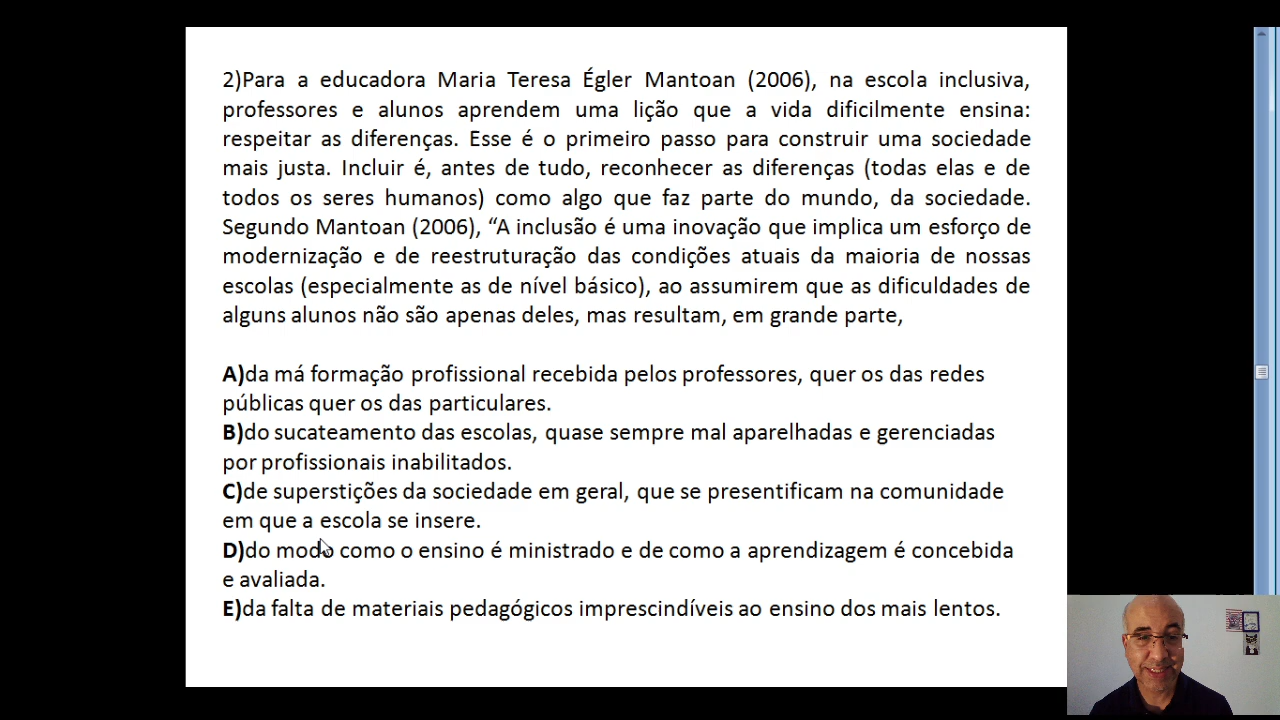 2)Para a educadora Maria Teresa Égler Mantoan (2006), na escola inclusiva,
professores e alunos aprendem uma lição que a vida dificilmente ensina:
respeitar as diferenças. Esse é o primeiro passo para construir uma sociedade
mais justa. Incluir é, antes de tudo, reconhecer as diferenças (todas elas e de
todos os seres humanos) como algo que faz parte do mundo, da sociedade.
Segundo Mantoan (2006), “A inclusão é uma inovação que implica um esforço de
modernização e de reestruturação das condições atuais da maioria de nossas
escolas (especialmente as de nível básico), ao assumirem que as dificuldades de
alguns alunos não são apenas deles, mas resultam, em grande parte,
A)da má formação profissional recebida pelos professores, quer os das redes
públicas quer os das particulares.
B)do sucateamento das escolas, quase sempre mal aparelhadas e gerenciadas
por profissionais inabilitados.
C)de superstições da sociedade em geral, que se presentificam na comunidade
em que a escola se insere.
D)do modo como o ensino é ministrado e de como a aprendizagem é concebida
e avaliada.
E)da falta de materiais pedagógicos imprescindíveis ao ensino dos mais lentos.